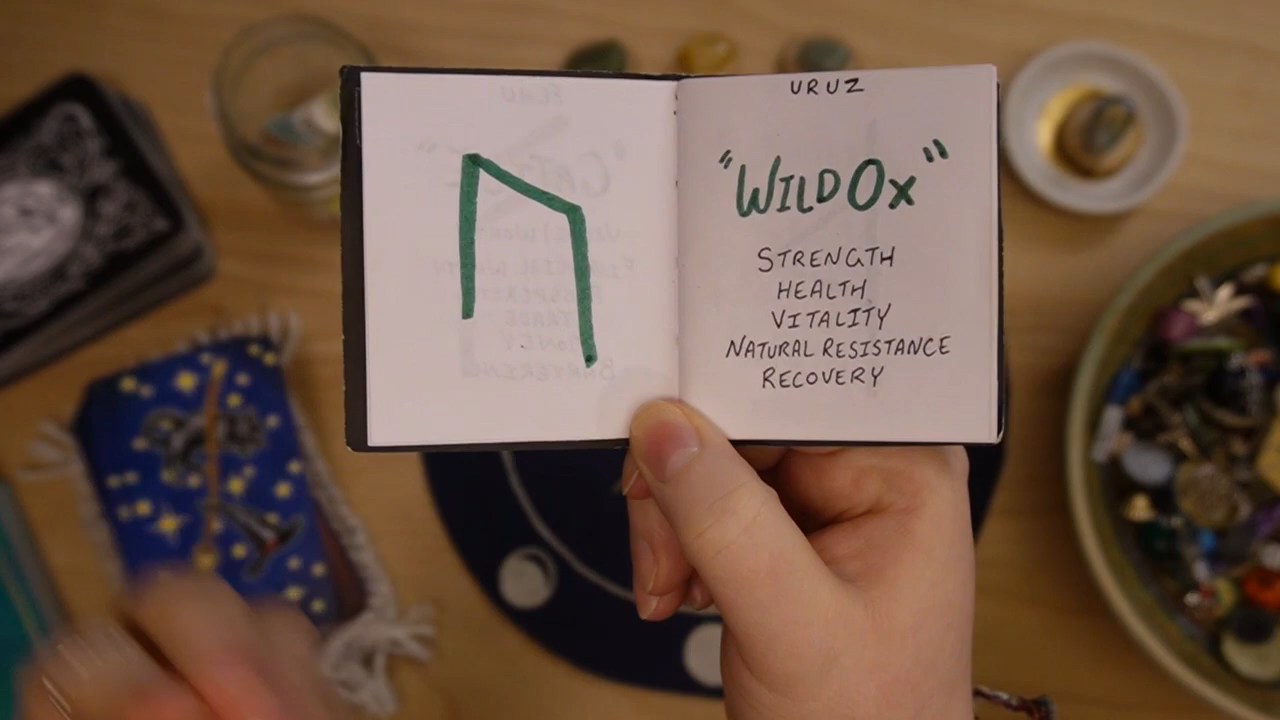 ᚢ
URUZ
"WILD OX"
STRENGTH
HEALTH
VITALITY
NATURAL RESISTANCE
RECOVERY